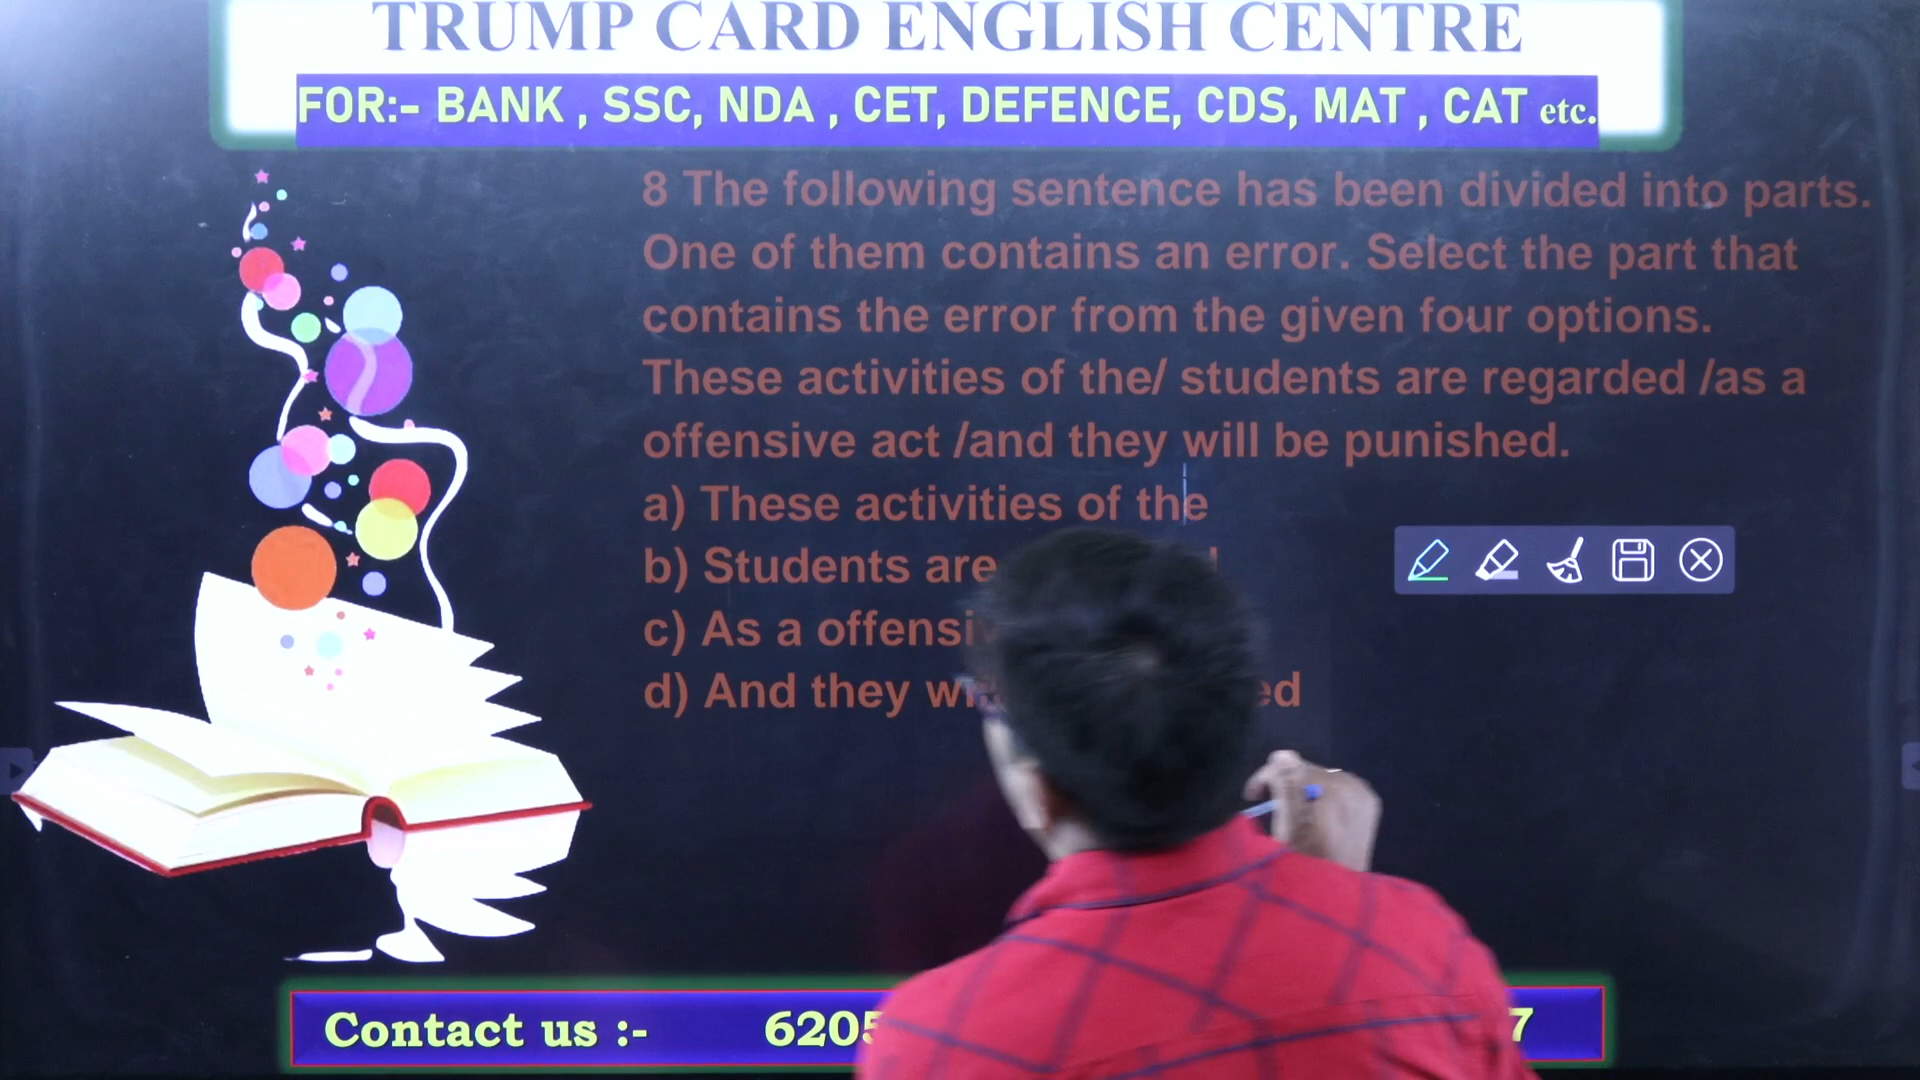 TRUMP CARD ENGLISH CENTRE
FOR:- BANK , SSC, NDA , CET, DEFENCE, CDS, MAT , CAT etc.
8 The following sentence has been divided into parts.
One of them contains an error. Select the part that
contains the error from the given four options.
These activities of the/ students are regarded /as a
offensive act /and they will be punished.
a) These activities of the
b) Students are
c) As a
d) And they
Contact us :- 6205 7